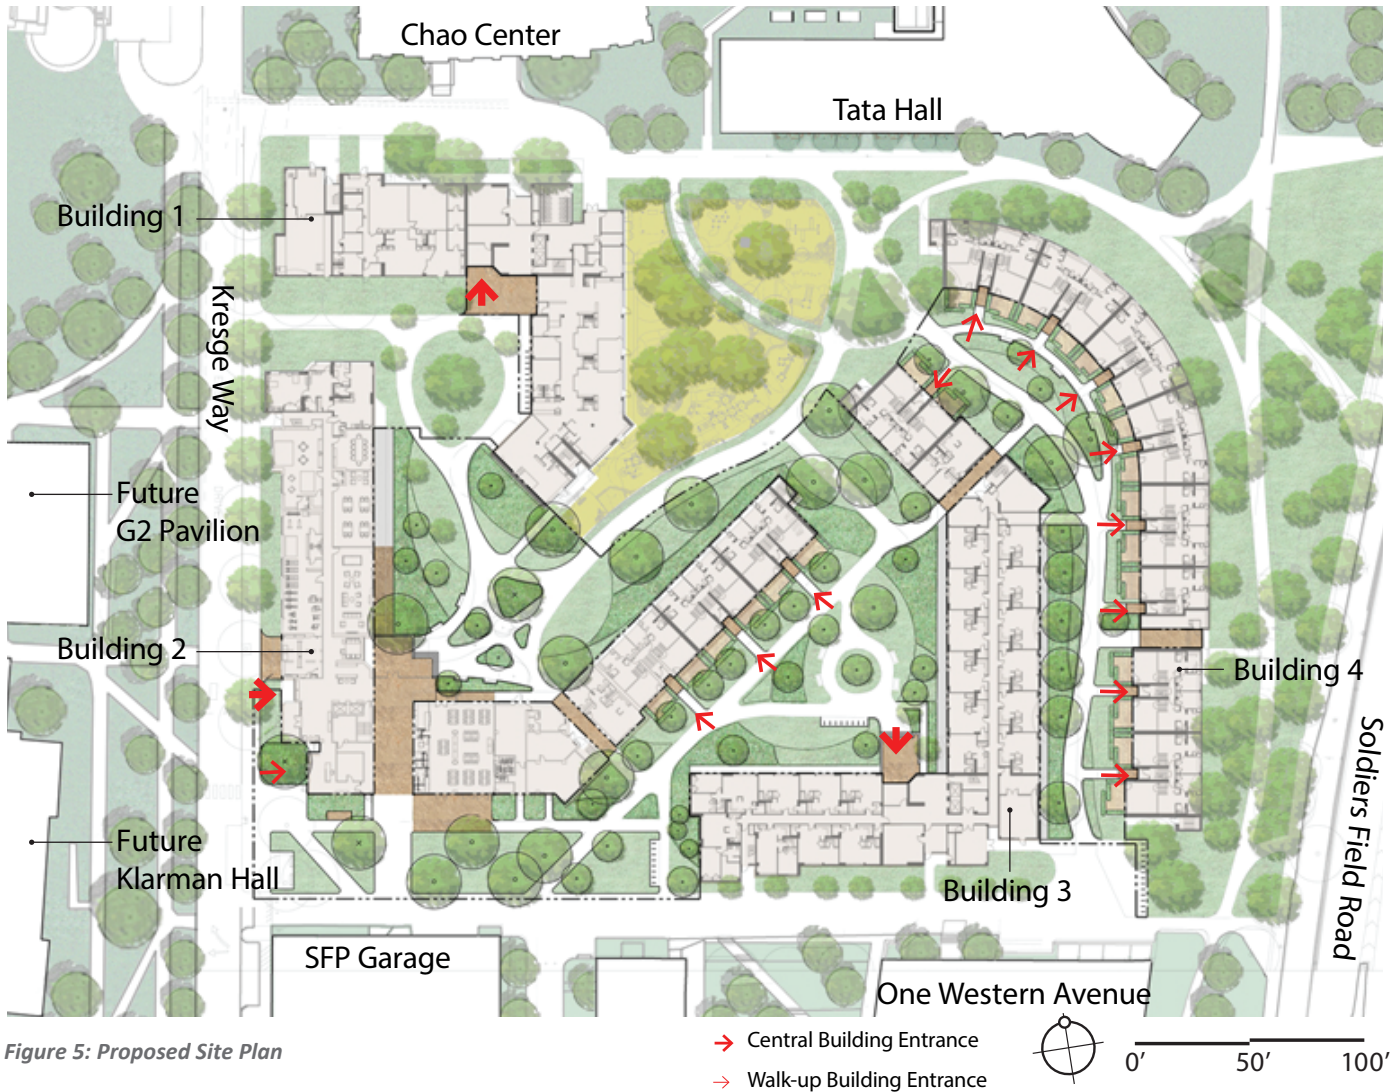 Chao Center
Tata Hall
Building 1
Kresge Way
Future
G2 Pavilion
Building 2
Building 4
Soldiers Field Road
Future
Klarman Hall
Building 3
SFP Garage
One Western Avenue
Figure 5: Proposed Site Plan
Central Building Entrance
Walk-up Building Entrance
0’ 50’ 100’